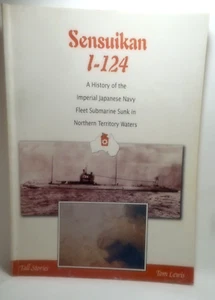 Sensuikan
I-124
A History of the
Imperial Japanese Navy
Fleet Submarine Sunk in
Northern Territory Waters
Tom Lewis